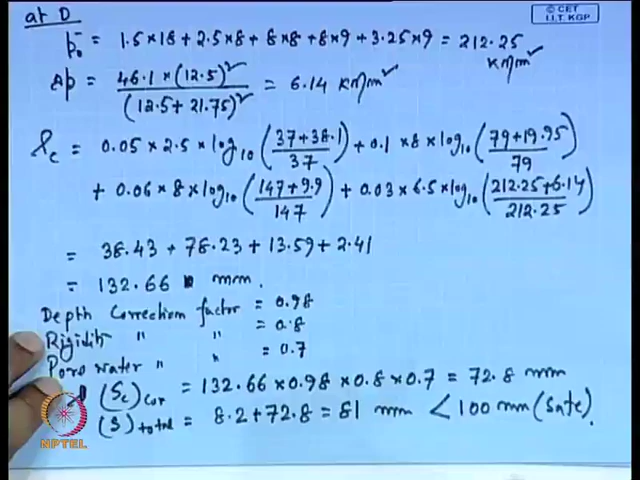 © CET
I.I.T. KGP
at D
p̄₀ = 1.5×18 + 2.5×8 + 8×8 + 8×9 + 3.25×9 = 212.25 kN/m²
Δp = 46.1×(12.5)² / (12.5+21.75)² = 6.14 kN/m²
S_c = 0.05 × 2.5 × log₁₀ (37+38.1 / 37) + 0.1 × 8 × log₁₀ (79+19.95 / 79)
+ 0.06 × 8 × log₁₀ (147+9.9 / 147) + 0.03 × 6.5 × log₁₀ (212.25+6.14 / 212.25)
= 38.43 + 78.23 + 13.59 + 2.41
= 132.66 mm.
Depth Correction factor = 0.98
Rigidity " " = 0.8
Pore water " " = 0.7
(S_c)cor = 132.66 × 0.98 × 0.8 × 0.7 = 72.8 mm
(S)total = 8.2 + 72.8 = 81 mm < 100 mm (Safe).
NPTEL